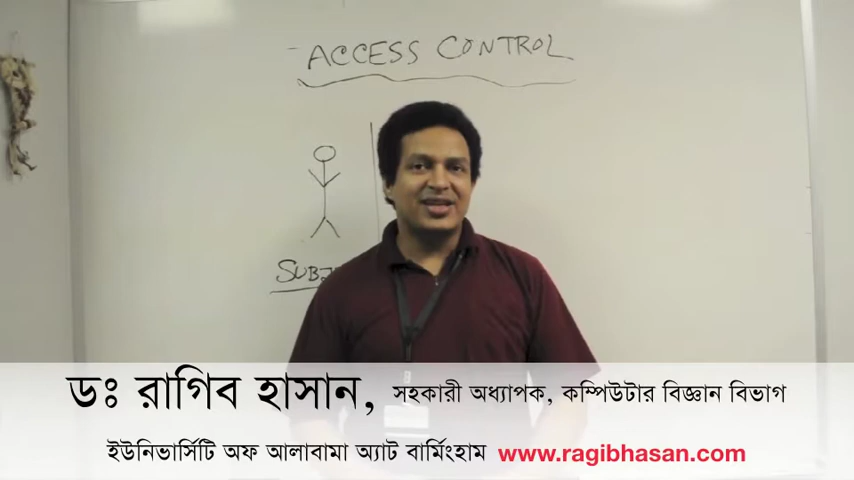 ACCESS CONTROL
ডঃ রাগিব হাসান, সহকারী অধ্যাপক, কম্পিউটার বিজ্ঞান বিভাগ
ইউনিভার্সিটি অফ আলাবামা অ্যাট বার্মিংহাম www.ragibhasan.com